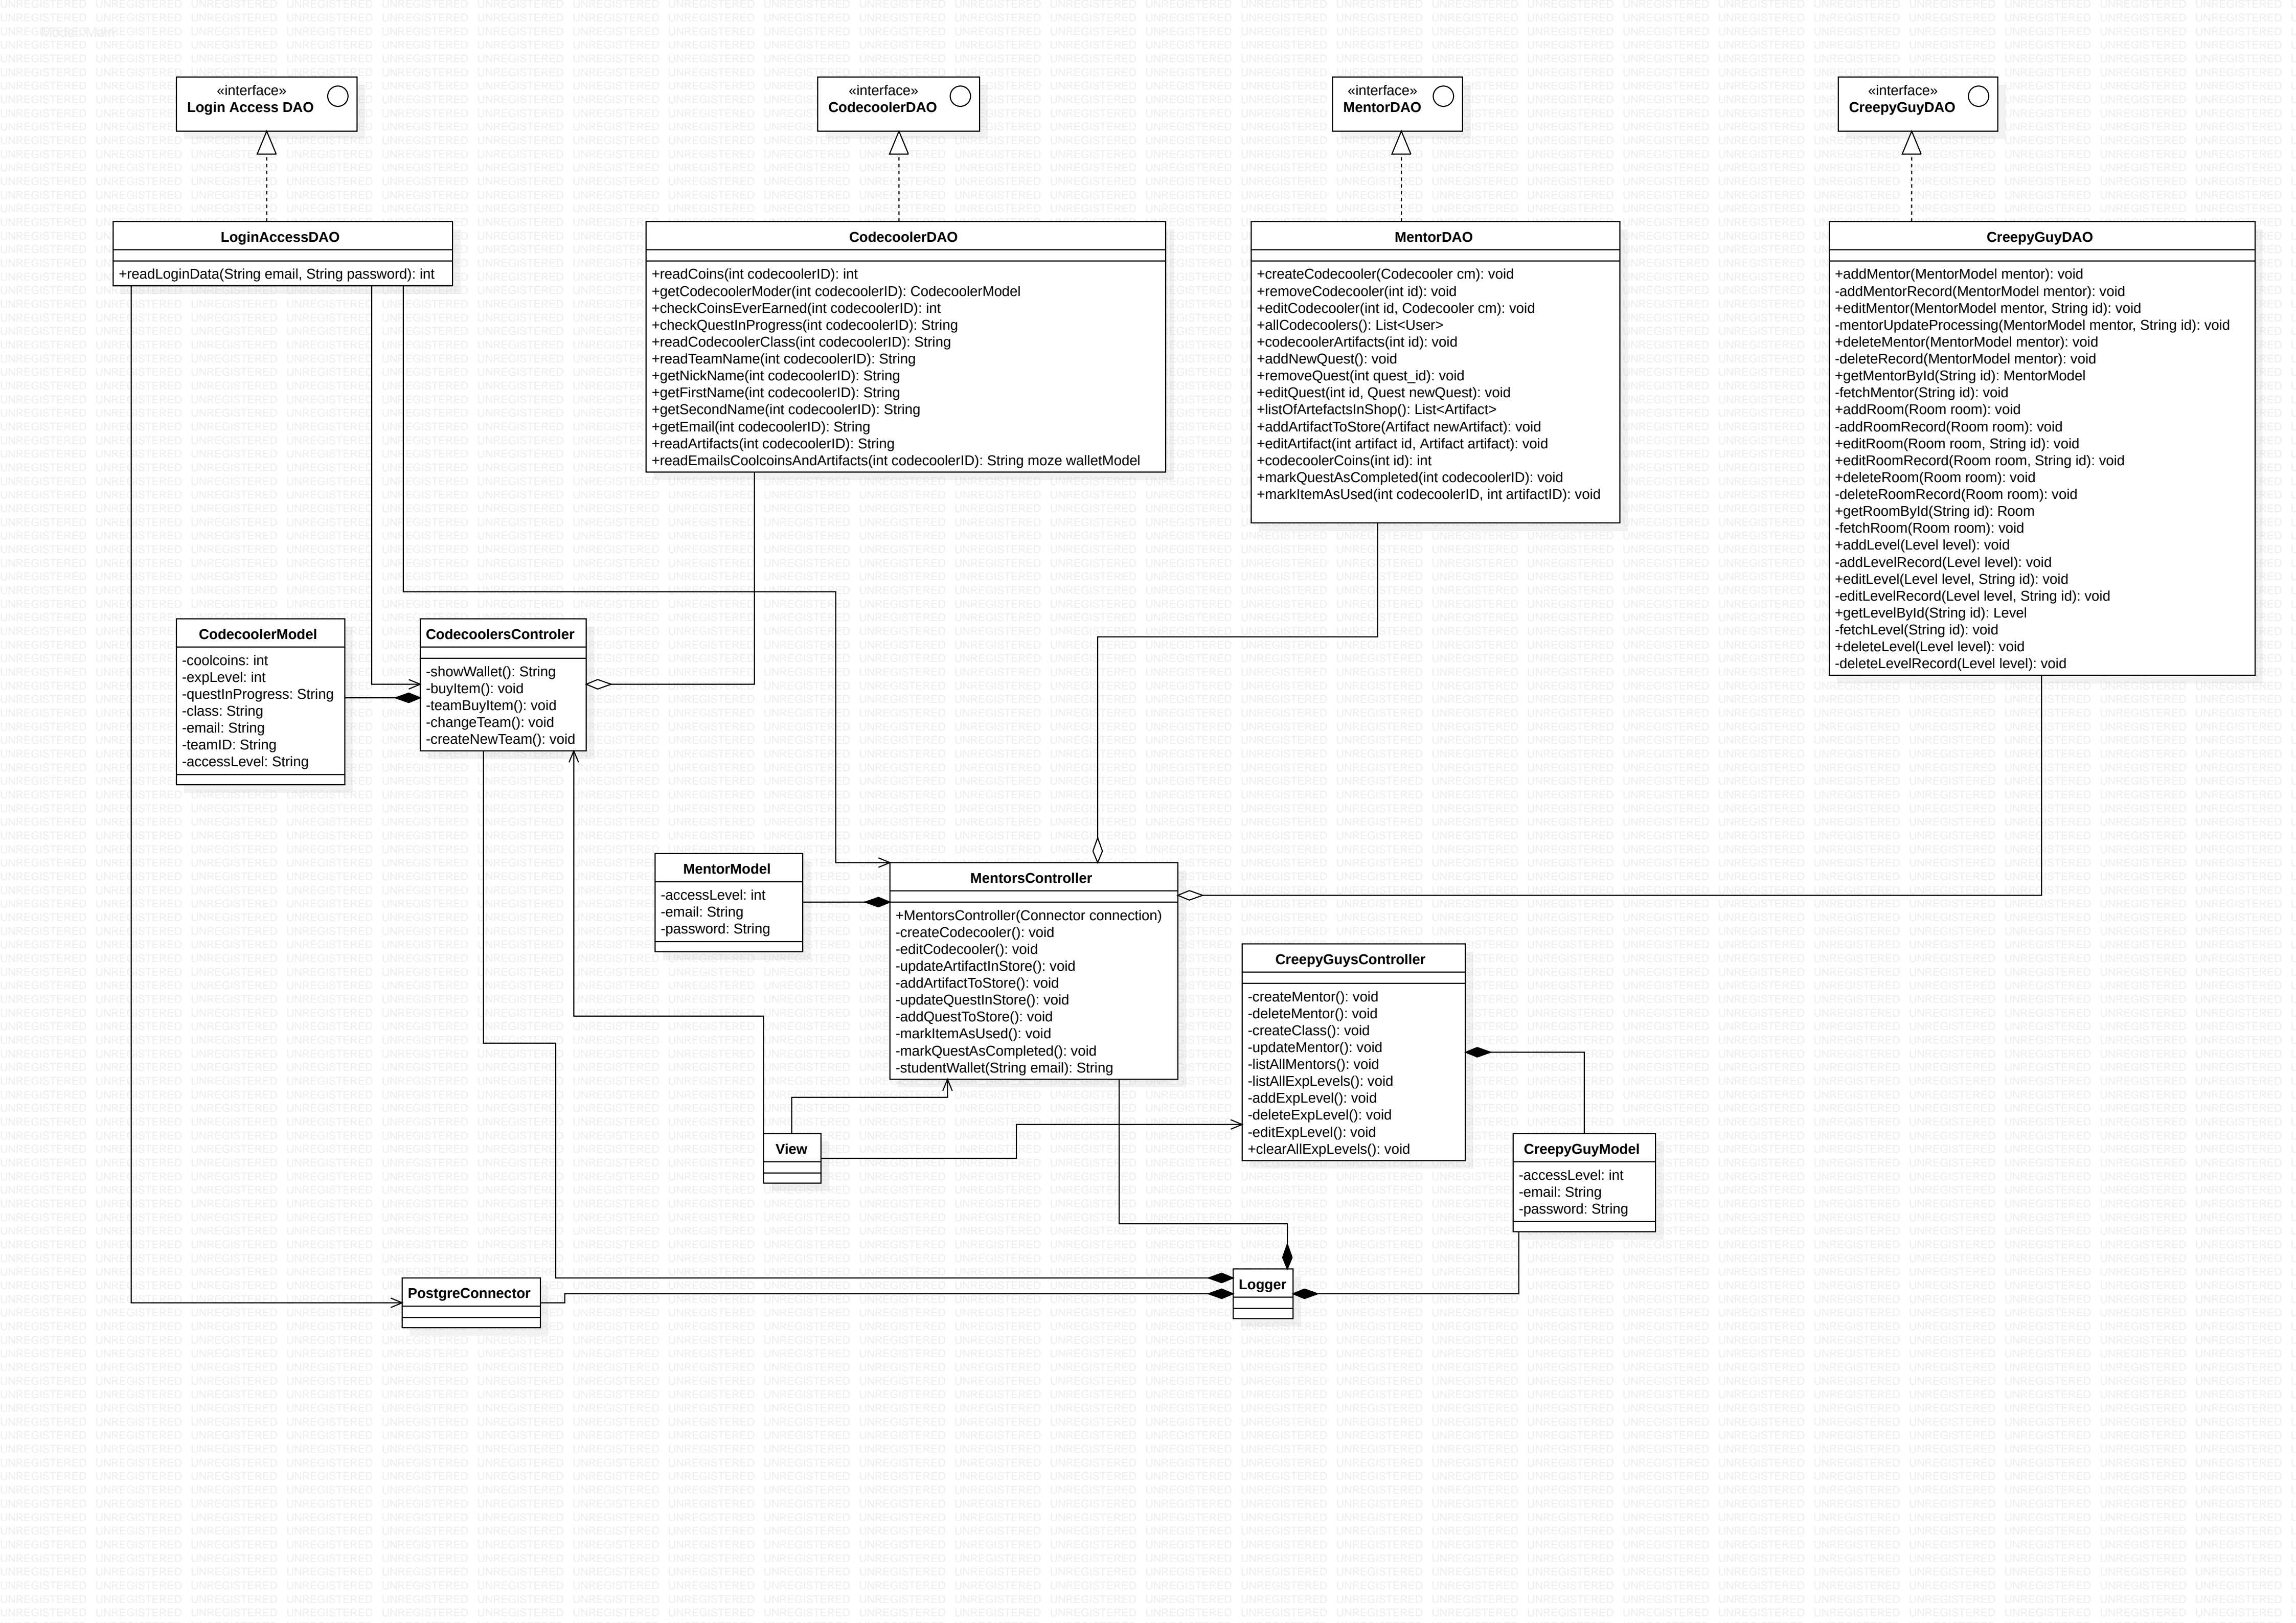 «interface»
Login Access DAO
«interface»
CodecoolerDAO
«interface»
MentorDAO
«interface»
CreepyGuyDAO
LoginAccessDAO
+readLoginData(String email, String password): int
CodecoolerDAO
+readCoins(int codecoolerID): int
+getCodecoolerModer(int codecoolerID): CodecoolerModel
+checkCoinsEverEarned(int codecoolerID): int
+checkQuestInProgress(int codecoolerID): String
+readCodecoolerClass(int codecoolerID): String
+readTeamName(int codecoolerID): String
+getNickName(int codecoolerID): String
+getFirstName(int codecoolerID): String
+getSecondName(int codecoolerID): String
+getEmail(int codecoolerID): String
+readArtifacts(int codecoolerID): String
+readEmailsCoolcoinsAndArtifacts(int codecoolerID): String moze walletModel
MentorDAO
+createCodecooler(Codecooler cm): void
+removeCodecooler(int id): void
+editCodecooler(int id, Codecooler cm): void
+allCodecoolers(): List<User>
+codecoolerArtifacts(int id): void
+addNewQuest(): void
+removeQuest(int quest_id): void
+editQuest(int id, Quest newQuest): void
+listOfArtefactsInShop(): List<Artifact>
+addArtifactToStore(Artifact newArtifact): void
+editArtifact(int artifact id, Artifact artifact): void
+codecoolerCoins(int id): int
+markQuestAsCompleted(int codecoolerID): void
+markItemAsUsed(int codecoolerID, int artifactID): void
CreepyGuyDAO
+addMentor(MentorModel mentor): void
-addMentorRecord(MentorModel mentor): void
+editMentor(MentorModel mentor, String id): void
-mentorUpdateProcessing(MentorModel mentor, String id): void
+deleteMentor(MentorModel mentor): void
-deleteRecord(MentorModel mentor): void
+getMentorById(String id): MentorModel
-fetchMentor(String id): void
+addRoom(Room room): void
-addRoomRecord(Room room): void
+editRoom(Room room, String id): void
+editRoomRecord(Room room, String id): void
+deleteRoom(Room room): void
-deleteRoomRecord(Room room): void
+getRoomById(String id): Room
-fetchRoom(Room room): void
+addLevel(Level level): void
-addLevelRecord(Level level): void
+editLevel(Level level, String id): void
-editLevelRecord(Level level, String id): void
+getLevelById(String id): Level
-fetchLevel(String id): void
+deleteLevel(Level level): void
-deleteLevelRecord(Level level): void
CodecoolerModel
-coolcoins: int
-expLevel: int
-questInProgress: String
-class: String
-email: String
-teamID: String
-accessLevel: String
CodecoolersControler
-showWallet(): String
-buyItem(): void
-teamBuyItem(): void
-changeTeam(): void
-createNewTeam(): void
MentorModel
-accessLevel: int
-email: String
-password: String
MentorsController
+MentorsController(Connector connection)
-createCodecooler(): void
-editCodecooler(): void
-updateArtifactInStore(): void
-addArtifactToStore(): void
-updateQuestInStore(): void
-addQuestToStore(): void
-markItemAsUsed(): void
-markQuestAsCompleted(): void
-studentWallet(String email): String
CreepyGuysController
-createMentor(): void
-deleteMentor(): void
-createClass(): void
-updateMentor(): void
-listAllMentors(): void
-listAllExpLevels(): void
-addExpLevel(): void
-deleteExpLevel(): void
-editExpLevel(): void
+clearAllExpLevels(): void
View
CreepyGuyModel
-accessLevel: int
-email: String
-password: String
PostgreConnector
Logger